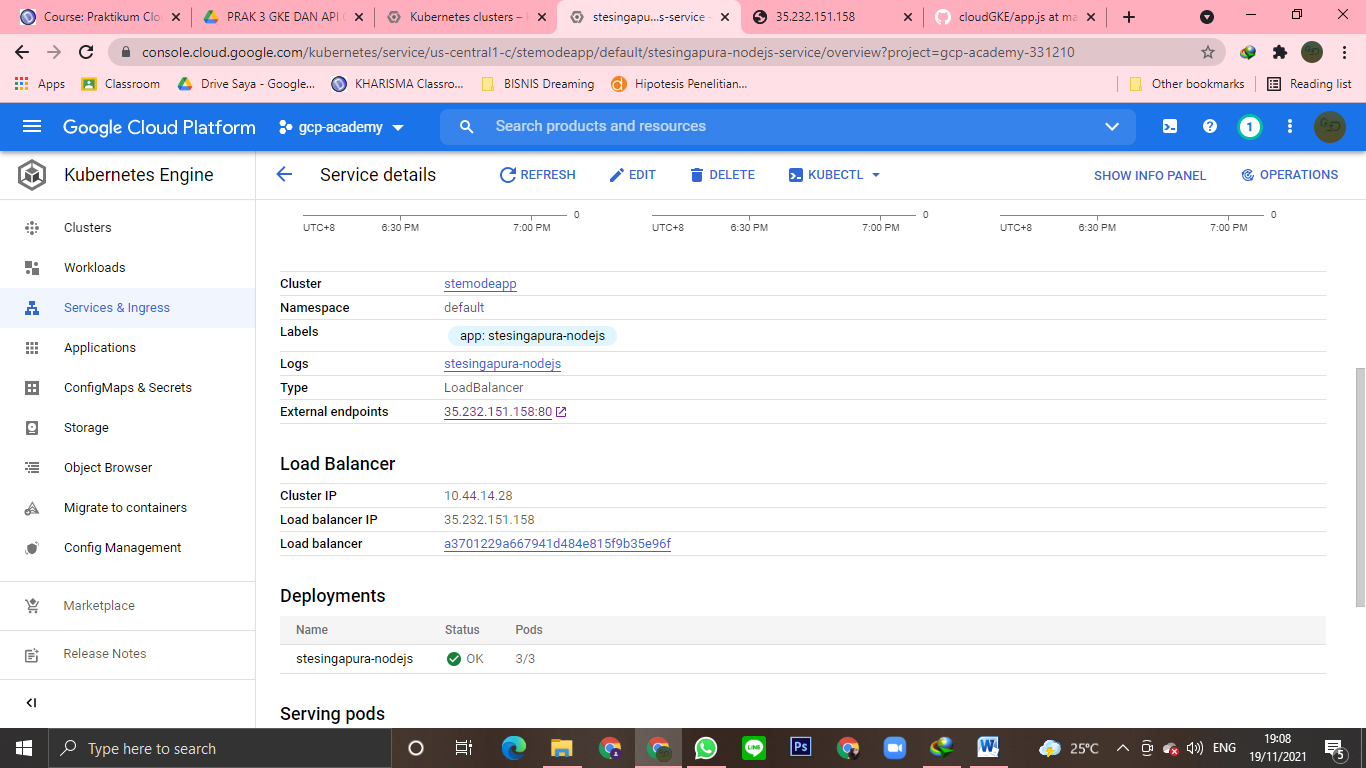 Course: Praktikum Clo
PRAK 3 GKE DAN API
Kubernetes clusters –
stesingapu...s-service -
35.232.151.158
cloudGKE/app.js at ma
console.cloud.google.com/kubernetes/service/us-central1-c/stemodeapp/default/stesingapura-nodejs-service/overview?project=gcp-academy-331210
Apps
Classroom
Drive Saya - Google...
KHARISMA Classro...
BISNIS Dreaming
Hipotesis Penelitian...
Other bookmarks
Reading list
Google Cloud Platform
gcp-academy
Search products and resources
1
Kubernetes Engine
Service details
REFRESH
EDIT
DELETE
KUBECTL
SHOW INFO PANEL
OPERATIONS
Clusters
Workloads
Services & Ingress
Applications
ConfigMaps & Secrets
Storage
Object Browser
Migrate to containers
Config Management
Marketplace
Release Notes
0
UTC+8 6:30 PM 7:00 PM
0
UTC+8 6:30 PM 7:00 PM
0
UTC+8 6:30 PM 7:00 PM
Cluster stemodeapp
Namespace default
Labels app: stesingapura-nodejs
Logs stesingapura-nodejs
Type LoadBalancer
External endpoints 35.232.151.158:80
Load Balancer
Cluster IP 10.44.14.28
Load balancer IP 35.232.151.158
Load balancer a3701229a667941d484e815f9b35e96f
Deployments
Name Status Pods
stesingapura-nodejs OK 3/3
Serving pods
Type here to search
Ps
LINE
W
25°C
ENG
19:08
19/11/2021
5